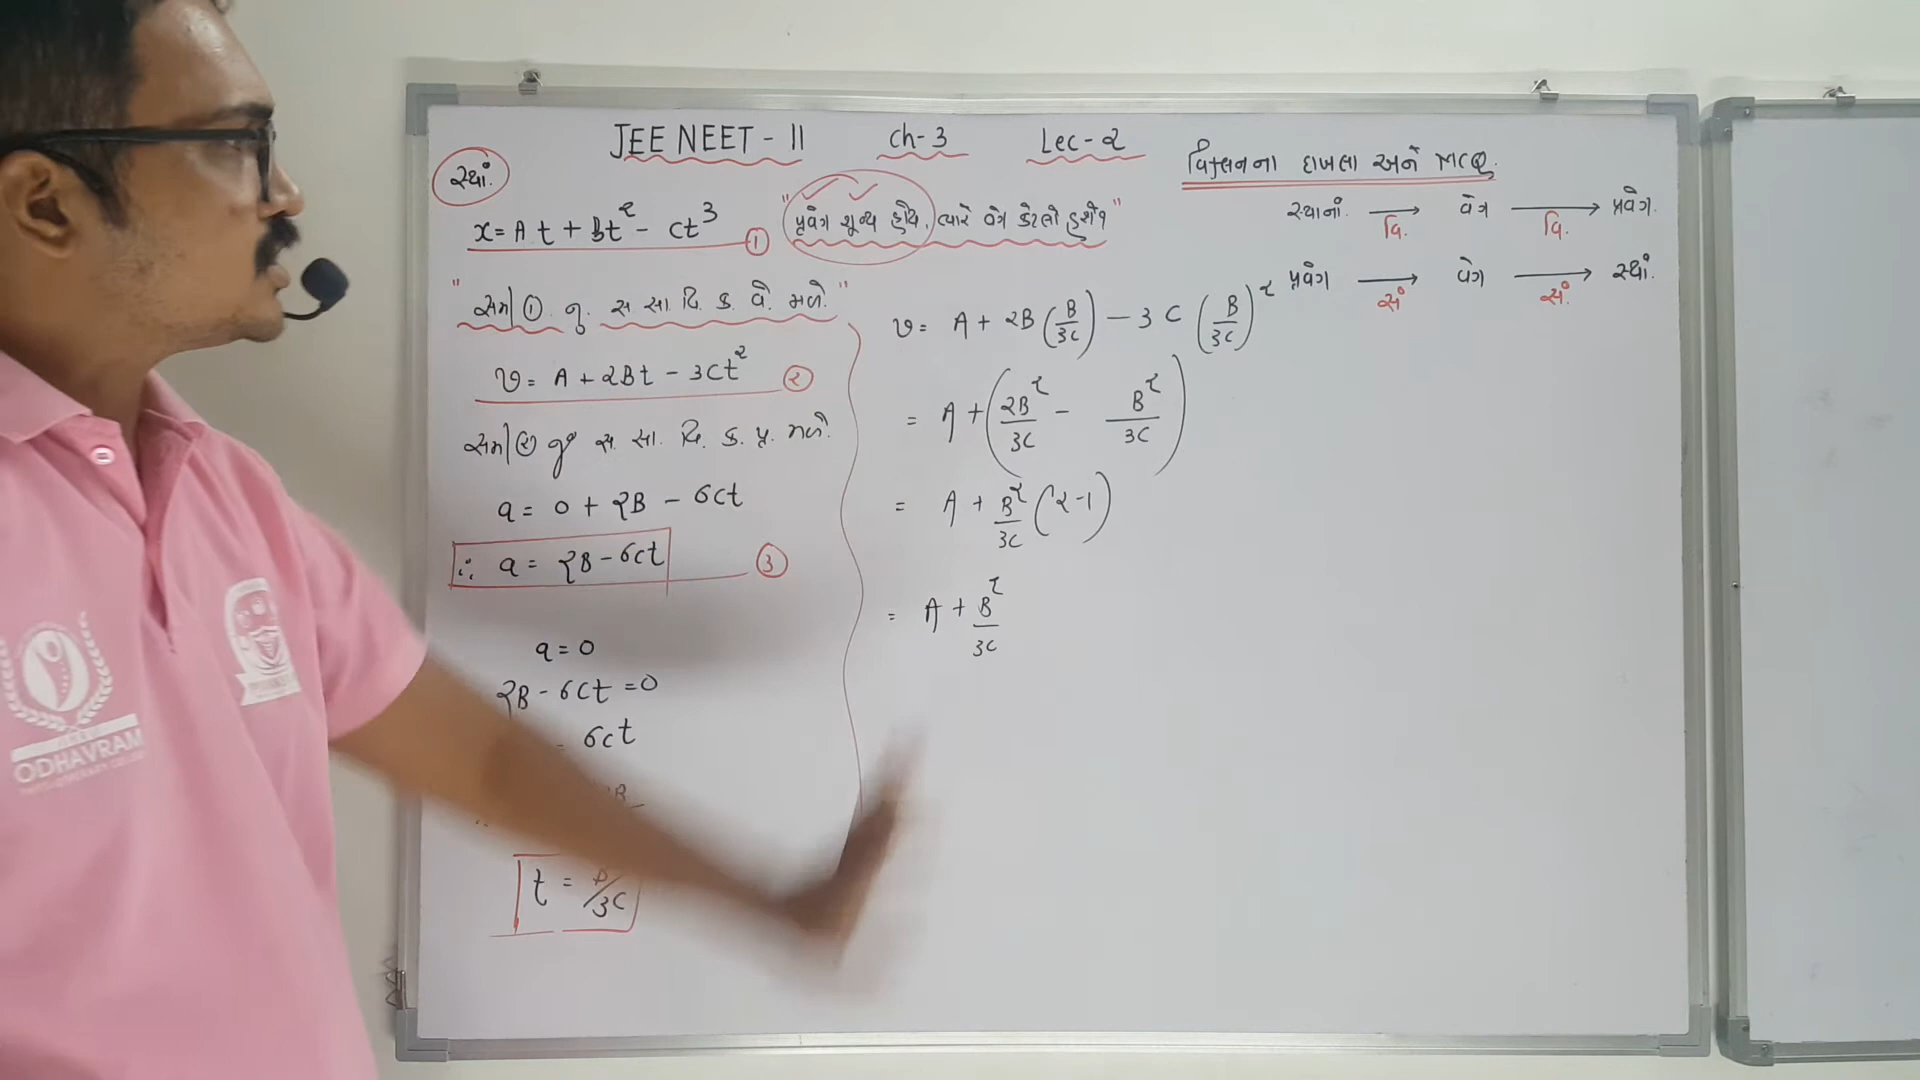 JEE NEET - 11 Ch-3 Lec-2
વિકલનના દાખલા અને MCQ.
સ્થાં.
x = At + Bt² - Ct³ ①
"પ્રવેગ શૂન્ય હોય, ત્યારે વેગ કેટલો હશે?"
સ્થાનાં. → વેગ → પ્રવેગ.
વિ. વિ.
પ્રવેગ → વેગ → સ્થાં.
સં સં.
" સમી ① નુ સ સા. વિ. ક. વે. મળે. "
v = A + 2Bt - 3Ct² ②
સમી ② નું સ. સા. વિ. ક. પ્ર. મળે.
a = 0 + 2B - 6Ct
∴ a = 2B - 6Ct ③
a = 0
2B - 6Ct = 0
6Ct
t = B/3C
v = A + 2B (B/3C) - 3C (B/3C)²
= A + (2B²/3C - B²/3C)
= A + B²/3C (2-1)
= A + B²/3C
ODHAVRAM